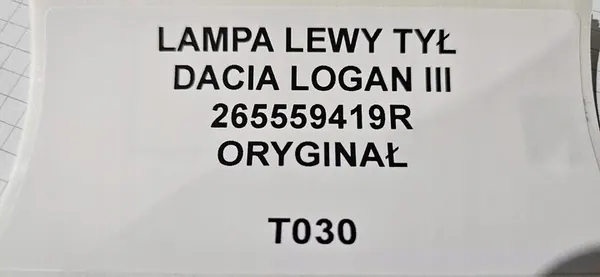 LAMPA LEWY TYŁ
DACIA LOGAN III
265559419R
ORYGINAŁ
T030